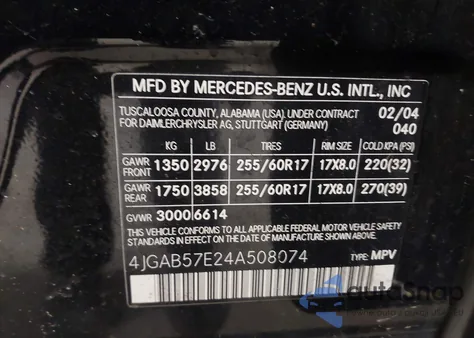 MFD BY MERCEDES-BENZ U.S. INTL., INC
TUSCALOOSA COUNTY, ALABAMA (USA). UNDER CONTRACT 02/04
FOR DAIMLERCHRYSLER AG, STUTTGART (GERMANY) 040
KG LB TIRES RIM SIZE COLD KPA (PSI)
GAWR FRONT 1350 2976 255/60R17 17X8.0 220(32)
GAWR REAR 1750 3858 255/60R17 17X8.0 270(39)
GVWR 3000 6614
THIS VEHICLE CONFORMS TO ALL APPLICABLE FEDERAL MOTOR VEHICLE
SAFETY STANDARDS IN EFFECT ON THE DATE OF MANUFACTURE SHOWN ABOVE.
4JGAB57E24A508074 TYPE: MPV
autoSnap